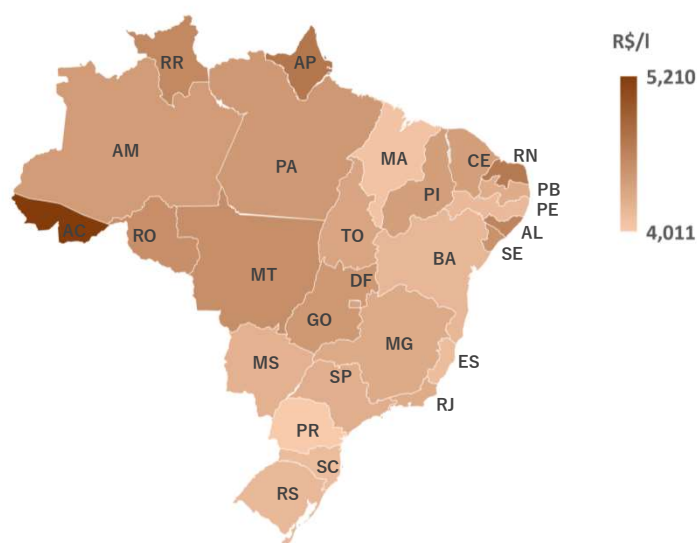 R$/l
5,210
4,011
RR
AP
AM
PA
MA
CE
RN
PI
PB
PE
AL
SE
AC
RO
TO
BA
MT
DF
GO
MG
ES
MS
SP
RJ
PR
SC
RS